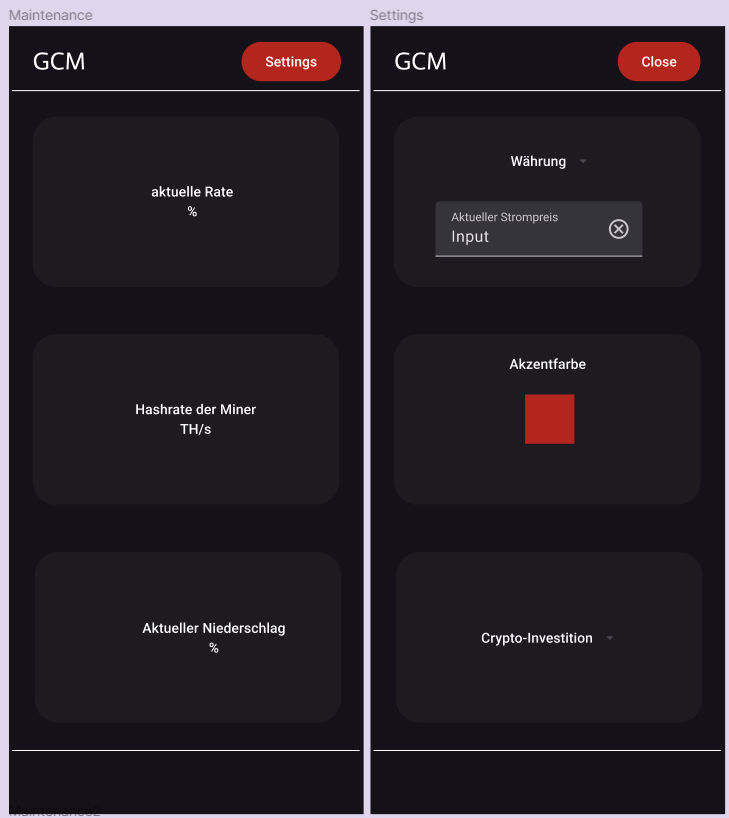 Maintenance
GCM
Settings
aktuelle Rate
%
Hashrate der Miner
TH/s
Aktueller Niederschlag
%
Maintenance2
Settings
GCM
Close
Währung
Aktueller Strompreis
Input
Akzentfarbe
Crypto-Investition